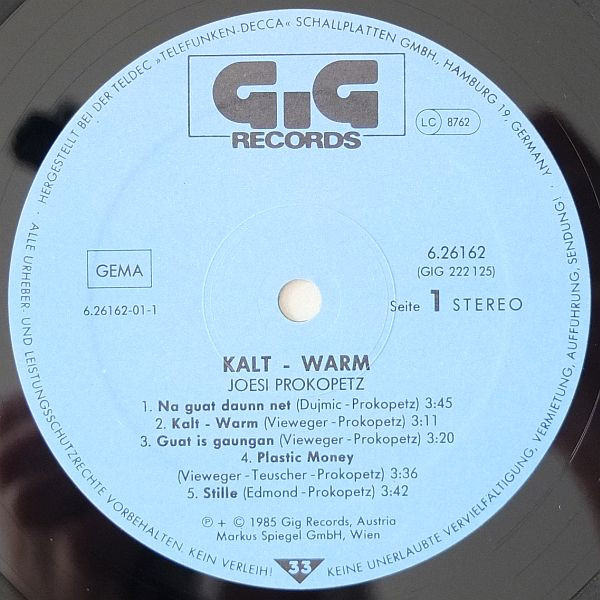 · HERGESTELLT BEI DER TELDEC »TELEFUNKEN-DECCA« SCHALLPLATTEN GMBH., HAMBURG 19, GERMANY ·
GIG
RECORDS
LC 8762
GEMA
6.26162-01-1
6.26162
(GIG 222 125)
Seite 1 STEREO
KALT - WARM
JOESI PROKOPETZ
1. Na guat daunn net (Dujmic - Prokopetz) 3:45
2. Kalt - Warm (Vieweger - Prokopetz) 3:11
3. Guat is gaungan (Vieweger - Prokopetz) 3:20
4. Plastic Money
(Vieweger - Teuscher - Prokopetz) 3:36
5. Stille (Edmond - Prokopetz) 3:42
℗ + © 1985 Gig Records, Austria
Markus Spiegel GmbH, Wien
33
· ALLE URHEBER- UND LEISTUNGSSCHUTZRECHTE VORBEHALTEN. KEIN VERLEIH! KEINE UNERLAUBTE VERVIELFÄLTIGUNG, VERMIETUNG, AUFFÜHRUNG, SENDUNG! ·